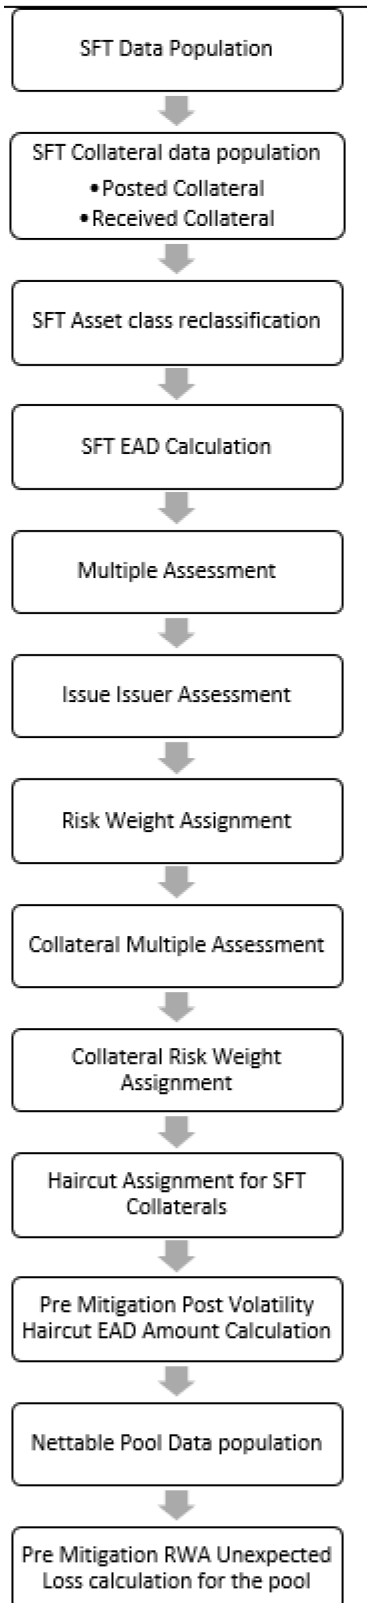 SFT Data Population
SFT Collateral data population
•Posted Collateral
•Received Collateral
SFT Asset class reclassification
SFT EAD Calculation
Multiple Assessment
Issue Issuer Assessment
Risk Weight Assignment
Collateral Multiple Assessment
Collateral Risk Weight
Assignment
Haircut Assignment for SFT
Collaterals
Pre Mitigation Post Volatility
Haircut EAD Amount Calculation
Nettable Pool Data population
Pre Mitigation RWA Unexpected
Loss calculation for the pool